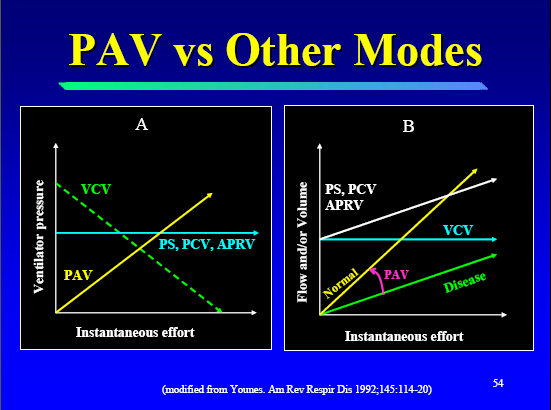 PAV vs Other Modes
A
VCV
PS, PCV, APRV
PAV
Ventilator pressure
Instantaneous effort
B
PS, PCV
APRV
VCV
PAV
Normal
Disease
Flow and/or Volume
Instantaneous effort
(modified from Younes. Am Rev Respir Dis 1992;145:114-20)
54